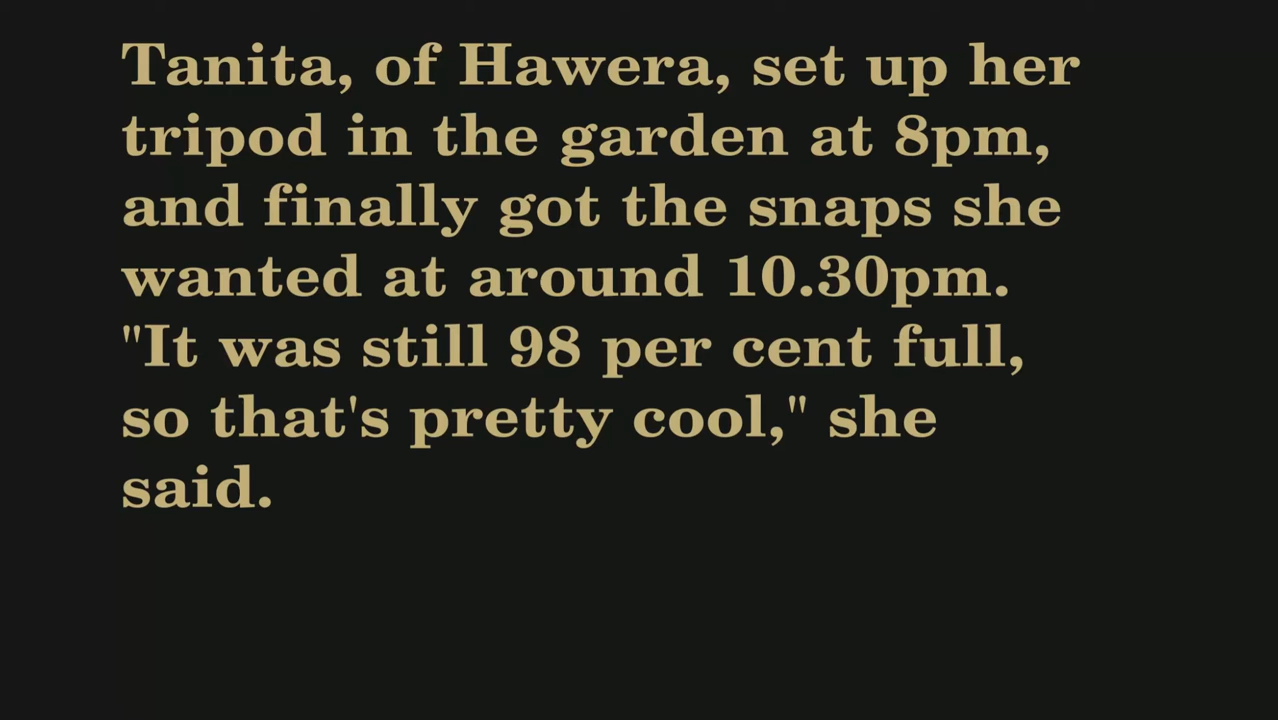 Tanita, of Hawera, set up her
tripod in the garden at 8pm,
and finally got the snaps she
wanted at around 10.30pm.
"It was still 98 per cent full,
so that's pretty cool," she
said.